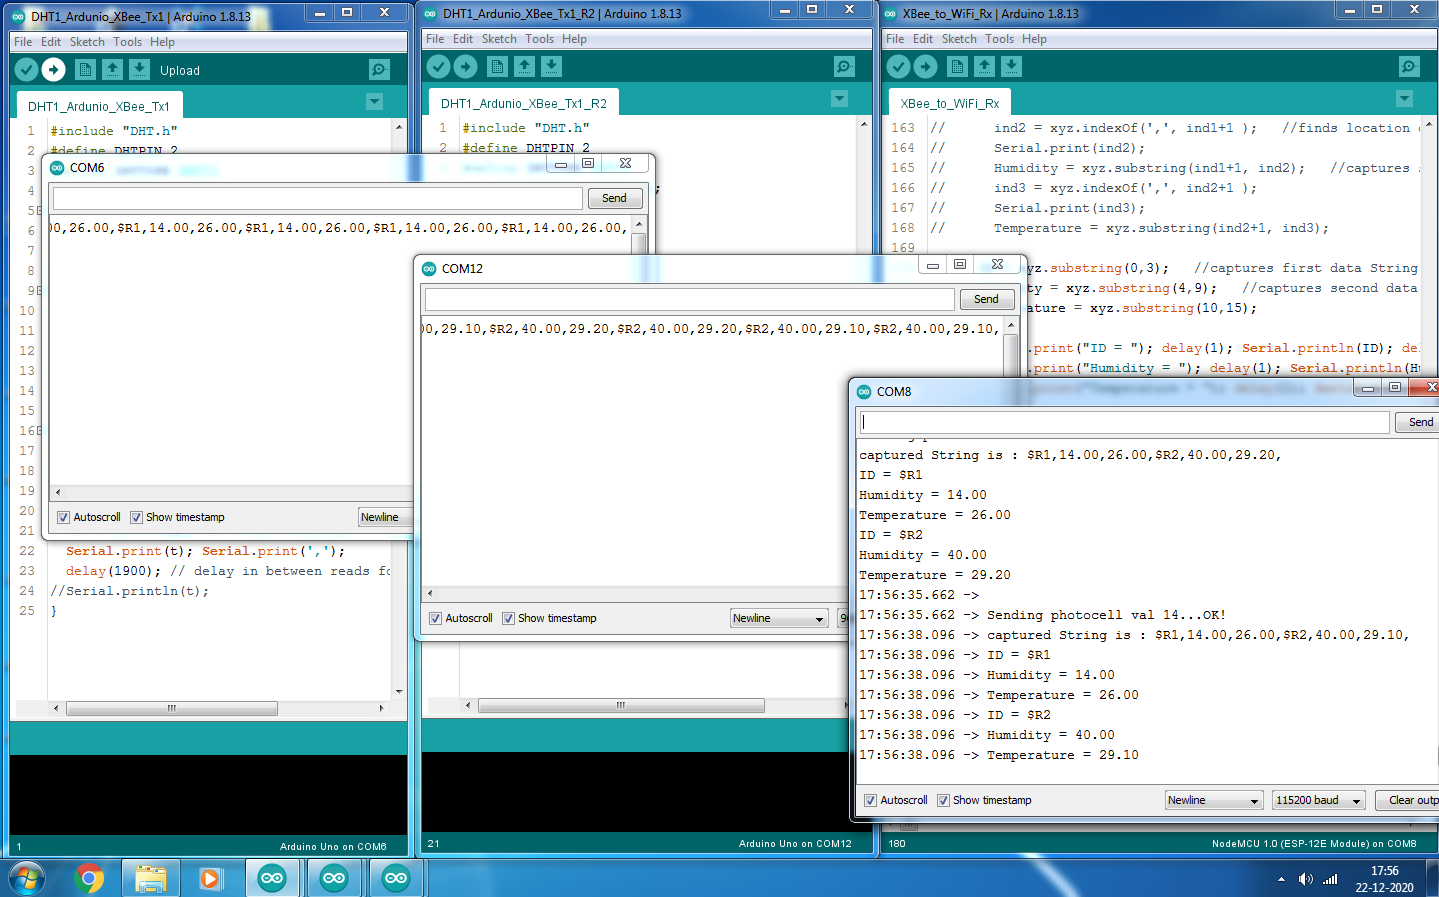 DHT1_Ardunio_XBee_Tx1 | Arduino 1.8.13
File Edit Sketch Tools Help
Upload
DHT1_Ardunio_XBee_Tx1
1 #include "DHT.h"
2 #define DHTPIN 2
3
4
5
6
7
8
9
10
11
12
13
14
15
16
17
18
19
20
21
22 Serial.print(t); Serial.print(',');
23 delay(1900); // delay in between reads fo
24 //Serial.println(t);
25 }
1
Arduino Uno on COM6
DHT1_Ardunio_XBee_Tx1_R2 | Arduino 1.8.13
File Edit Sketch Tools Help
DHT1_Ardunio_XBee_Tx1_R2
1 #include "DHT.h"
2 #define DHTPIN 2
;
21
Arduino Uno on COM12
XBee_to_WiFi_Rx | Arduino 1.8.13
File Edit Sketch Tools Help
XBee_to_WiFi_Rx
163 // ind2 = xyz.indexOf(',', ind1+1 ); //finds location
164 // Serial.print(ind2);
165 // Humidity = xyz.substring(ind1+1, ind2); //captures
166 // ind3 = xyz.indexOf(',', ind2+1 );
167 // Serial.print(ind3);
168 // Temperature = xyz.substring(ind2+1, ind3);
169
yz.substring(0,3); //captures first data String
ty = xyz.substring(4,9); //captures second data
ature = xyz.substring(10,15);
.print("ID = "); delay(1); Serial.println(ID); de
.print("Humidity = "); delay(1); Serial.println(Hu
180
NodeMCU 1.0 (ESP-12E Module) on COM8
COM6
Send
00,26.00,$R1,14.00,26.00,$R1,14.00,26.00,$R1,14.00,26.00,$R1,14.00,26.00,
Autoscroll Show timestamp Newline
COM12
Send
00,29.10,$R2,40.00,29.20,$R2,40.00,29.20,$R2,40.00,29.10,$R2,40.00,29.10,
Autoscroll Show timestamp Newline
COM8
Send
captured String is : $R1,14.00,26.00,$R2,40.00,29.20,
ID = $R1
Humidity = 14.00
Temperature = 26.00
ID = $R2
Humidity = 40.00
Temperature = 29.20
17:56:35.662 ->
17:56:35.662 -> Sending photocell val 14...OK!
17:56:38.096 -> captured String is : $R1,14.00,26.00,$R2,40.00,29.10,
17:56:38.096 -> ID = $R1
17:56:38.096 -> Humidity = 14.00
17:56:38.096 -> Temperature = 26.00
17:56:38.096 -> ID = $R2
17:56:38.096 -> Humidity = 40.00
17:56:38.096 -> Temperature = 29.10
Autoscroll Show timestamp Newline 115200 baud Clear outp
17:56
22-12-2020